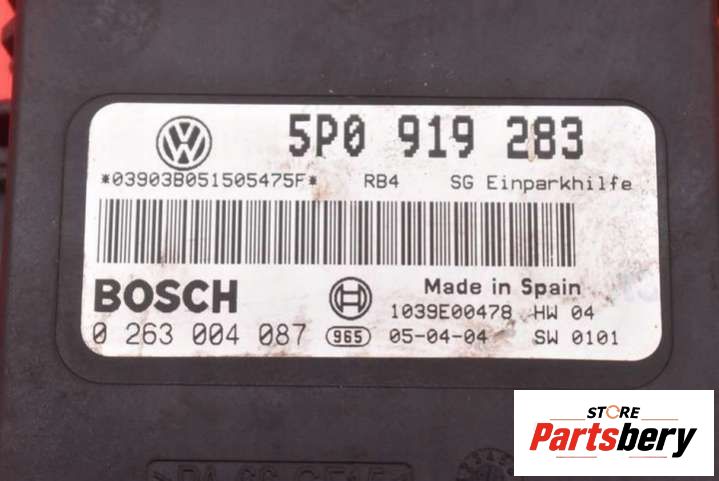 5P0 919 283
*03903B051505475F* RB4 SG Einparkhilfe
BOSCH
Made in Spain
1039E00478 HW 04
0 263 004 087 965 05-04-04 SW 0101
STORE
Partsbery